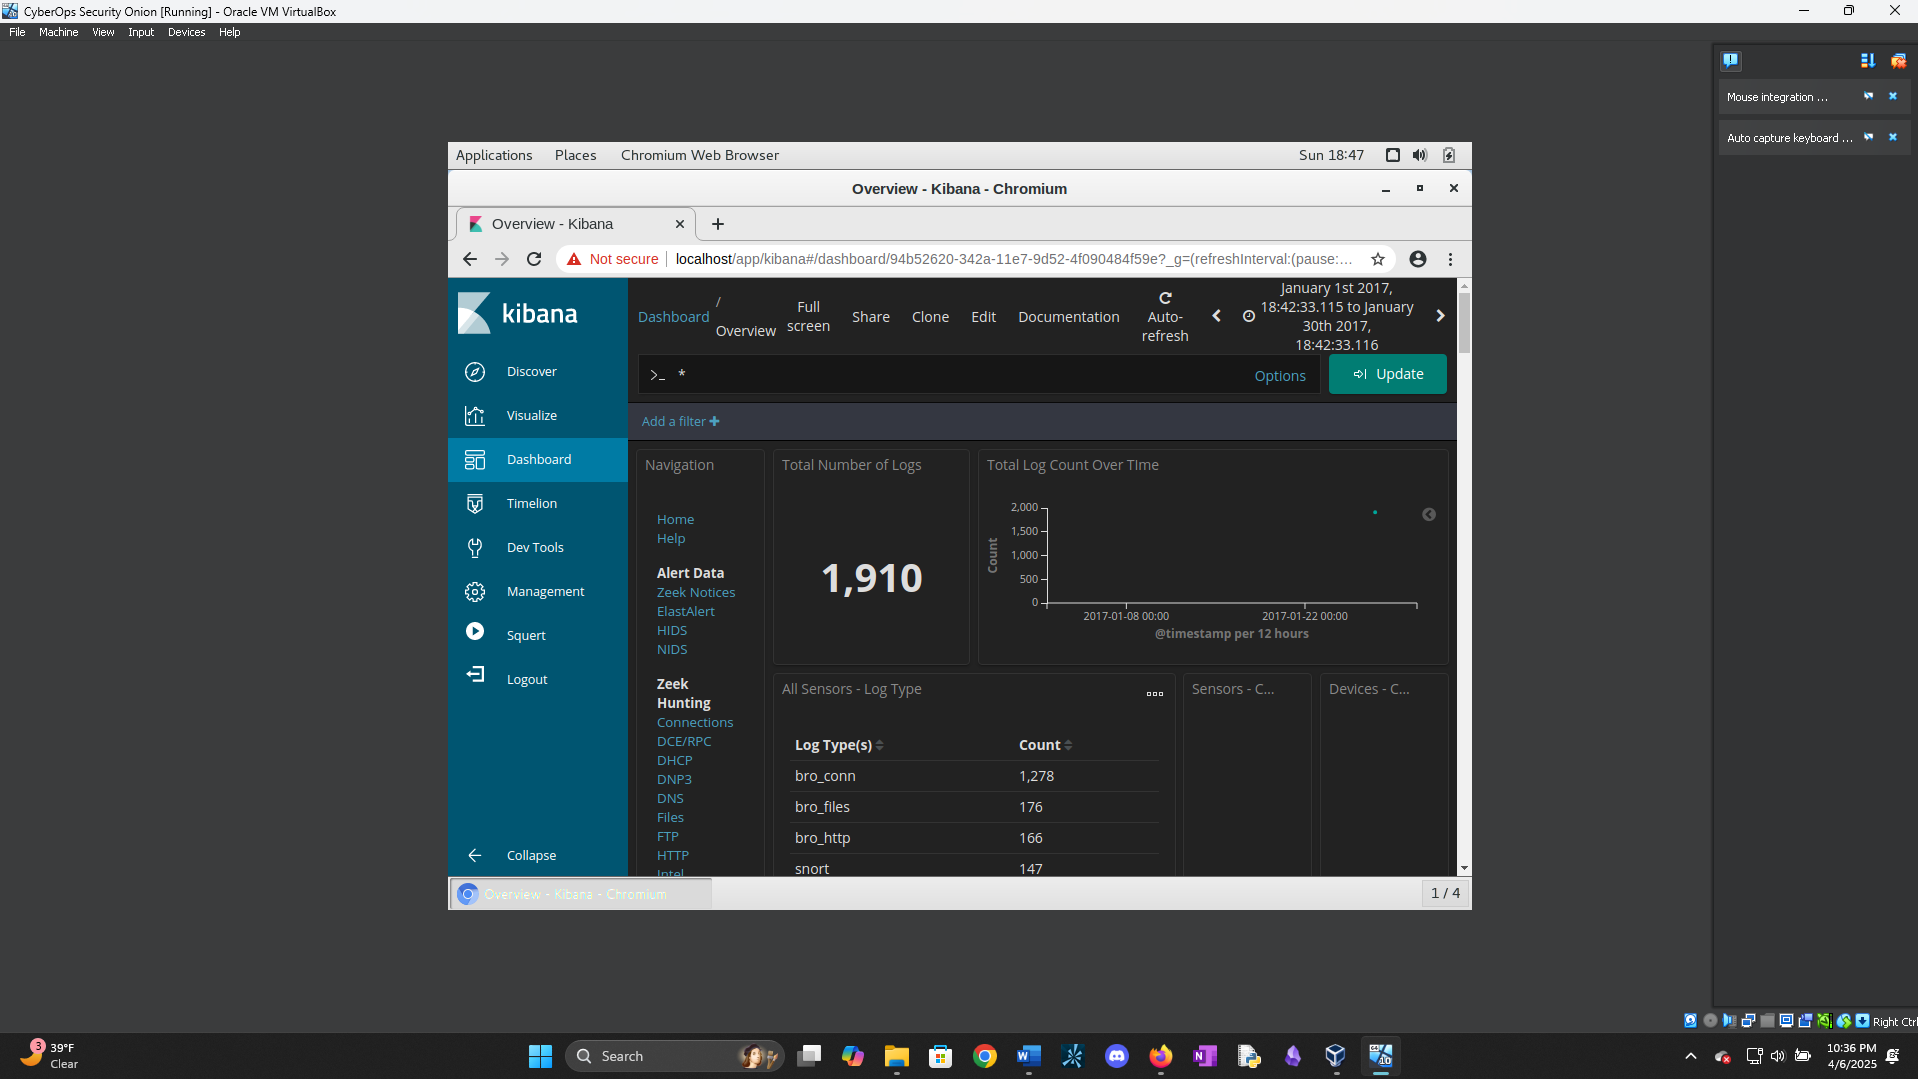 CyberOps Security Onion [Running] - Oracle VM VirtualBox
File Machine View Input Devices Help
Mouse integration ...
Auto capture keyboard ...
Applications Places Chromium Web Browser Sun 18:47
Overview - Kibana - Chromium
Overview - Kibana
Not secure localhost/app/kibana#/dashboard/94b52620-342a-11e7-9d52-4f090484f59e?_g=(refreshInterval:(pause:...
kibana
Discover
Visualize
Dashboard
Timelion
Dev Tools
Management
Squert
Logout
Collapse
Dashboard / Overview
Full screen
Share
Clone
Edit
Documentation
Auto-refresh
January 1st 2017,
18:42:33.115 to January
30th 2017,
18:42:33.116
>_ *
Options
Update
Add a filter +
Navigation
Home
Help
Alert Data
Zeek Notices
ElastAlert
HIDS
NIDS
Zeek
Hunting
Connections
DCE/RPC
DHCP
DNP3
DNS
Files
FTP
HTTP
Intel
Total Number of Logs
1,910
Total Log Count Over Time
2,000
1,500
1,000
500
0
Count
2017-01-08 00:00 2017-01-22 00:00
@timestamp per 12 hours
All Sensors - Log Type
Log Type(s) Count
bro_conn 1,278
bro_files 176
bro_http 166
snort 147
Sensors - C...
Devices - C...
Overview - Kibana - Chromium
1 / 4
Right Ctrl
3
39°F
Clear
Search
10:36 PM
4/6/2025